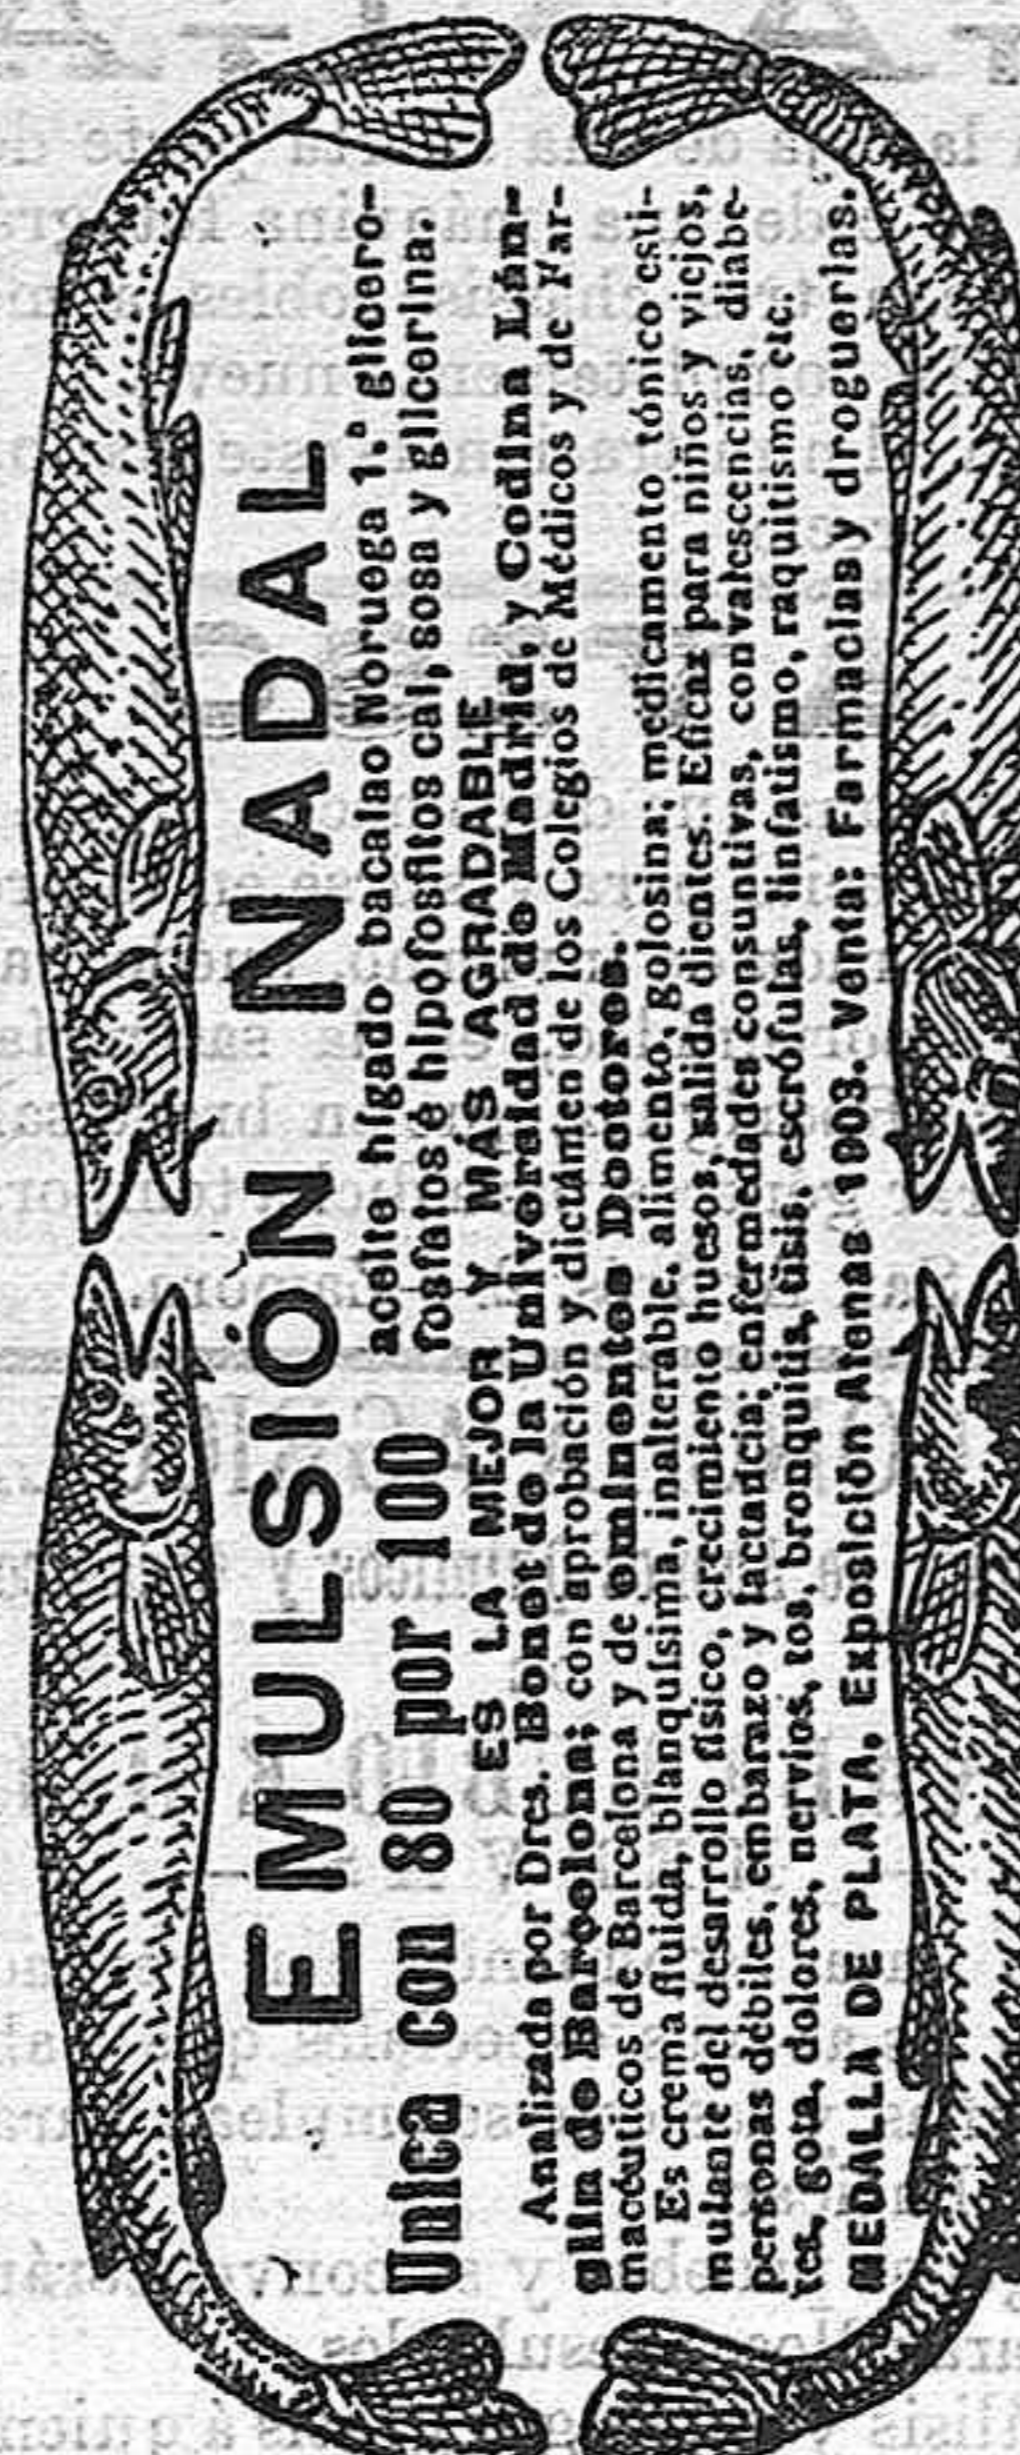 EMULSIÓN NADAL
Unica con 80 por 100
aceite hígado bacalao Noruega 1.ª glicero-
fosfatos é hipofosfitos cal, sosa y glicerina.
ES LA MEJOR Y MÁS AGRADABLE
Analizada por Dres. Bonet de la Universidad de Madrid, y Codina Län-
glin de Barcelona; con aprobación y dictámen de los Colegios de Médicos y de Far-
macéuticos de Barcelona y de eminentes Doctores.
Es crema fluida, blanquísima, inalterable, alimento, golosina; medicamento tónico esti-
mulante del desarrollo físico, crecimiento huesos, salida dientes. Eficaz para niños y viejos,
personas débiles, embarazo y lactancia; enfermedades consuntivas, convalescencias, diabe-
tes, gota, dolores, nervios, tos, bronquitis, tisis, escrófulas, linfatismo, raquitismo etc.
MEDALLA DE PLATA, Exposición Atenas 1903. Venta: Farmacias y droguerías.